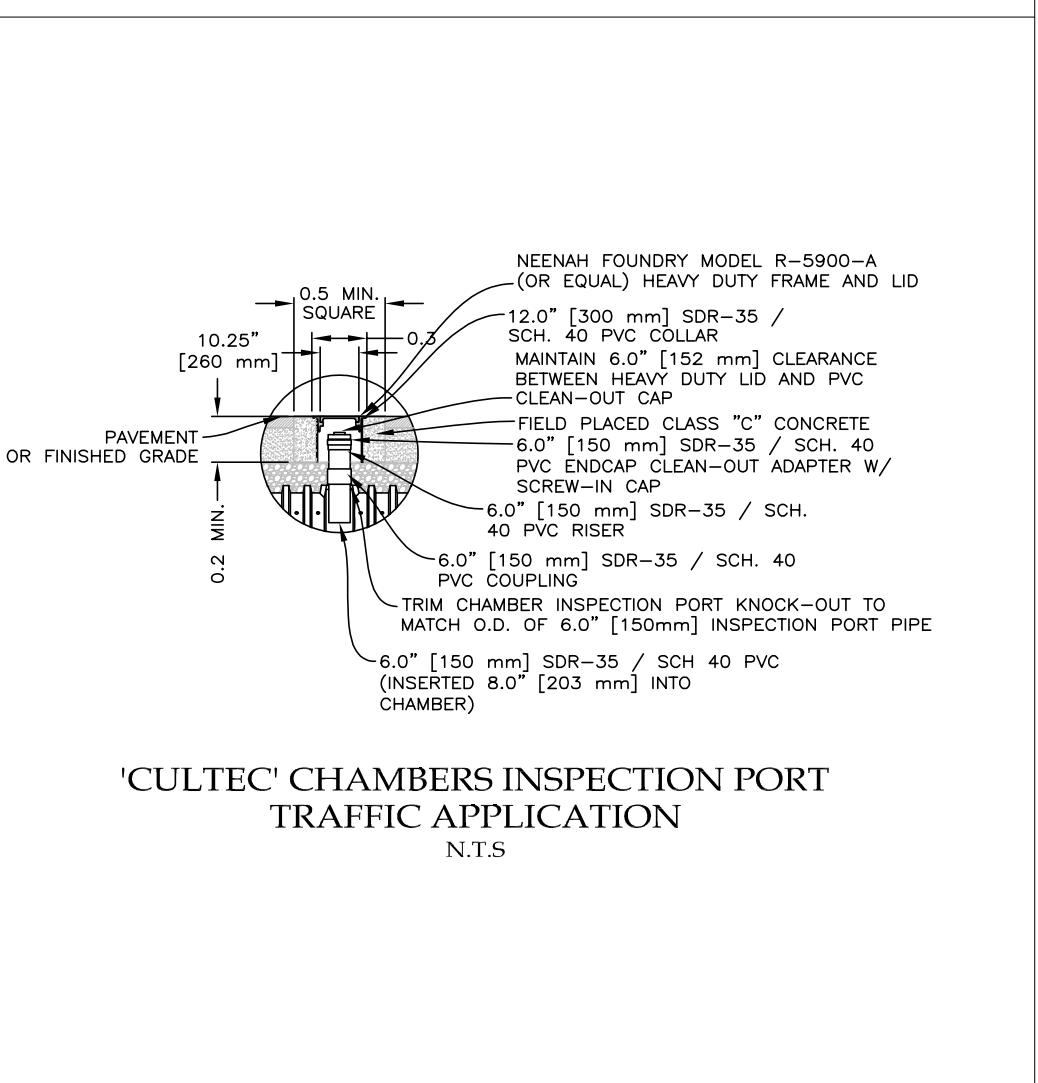 NEENAH FOUNDRY MODEL R-5900-A
(OR EQUAL) HEAVY DUTY FRAME AND LID
0.5 MIN.
SQUARE
12.0" [300 mm] SDR-35 /
SCH. 40 PVC COLLAR
0.3
10.25"
[260 mm]
MAINTAIN 6.0" [152 mm] CLEARANCE
BETWEEN HEAVY DUTY LID AND PVC
CLEAN-OUT CAP
FIELD PLACED CLASS "C" CONCRETE
PAVEMENT
OR FINISHED GRADE
6.0" [150 mm] SDR-35 / SCH. 40
PVC ENDCAP CLEAN-OUT ADAPTER W/
SCREW-IN CAP
6.0" [150 mm] SDR-35 / SCH.
40 PVC RISER
0.2 MIN.
6.0" [150 mm] SDR-35 / SCH. 40
PVC COUPLING
TRIM CHAMBER INSPECTION PORT KNOCK-OUT TO
MATCH O.D. OF 6.0" [150mm] INSPECTION PORT PIPE
6.0" [150 mm] SDR-35 / SCH 40 PVC
(INSERTED 8.0" [203 mm] INTO
CHAMBER)
'CULTEC' CHAMBERS INSPECTION PORT
TRAFFIC APPLICATION
N.T.S